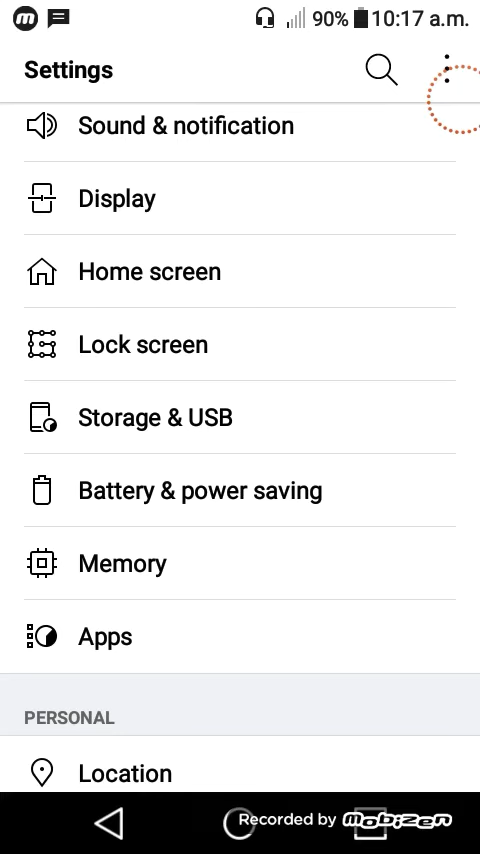 90% 10:17 a.m.
Settings
Sound & notification
Display
Home screen
Lock screen
Storage & USB
Battery & power saving
Memory
Apps
PERSONAL
Location
Recorded by mobizen